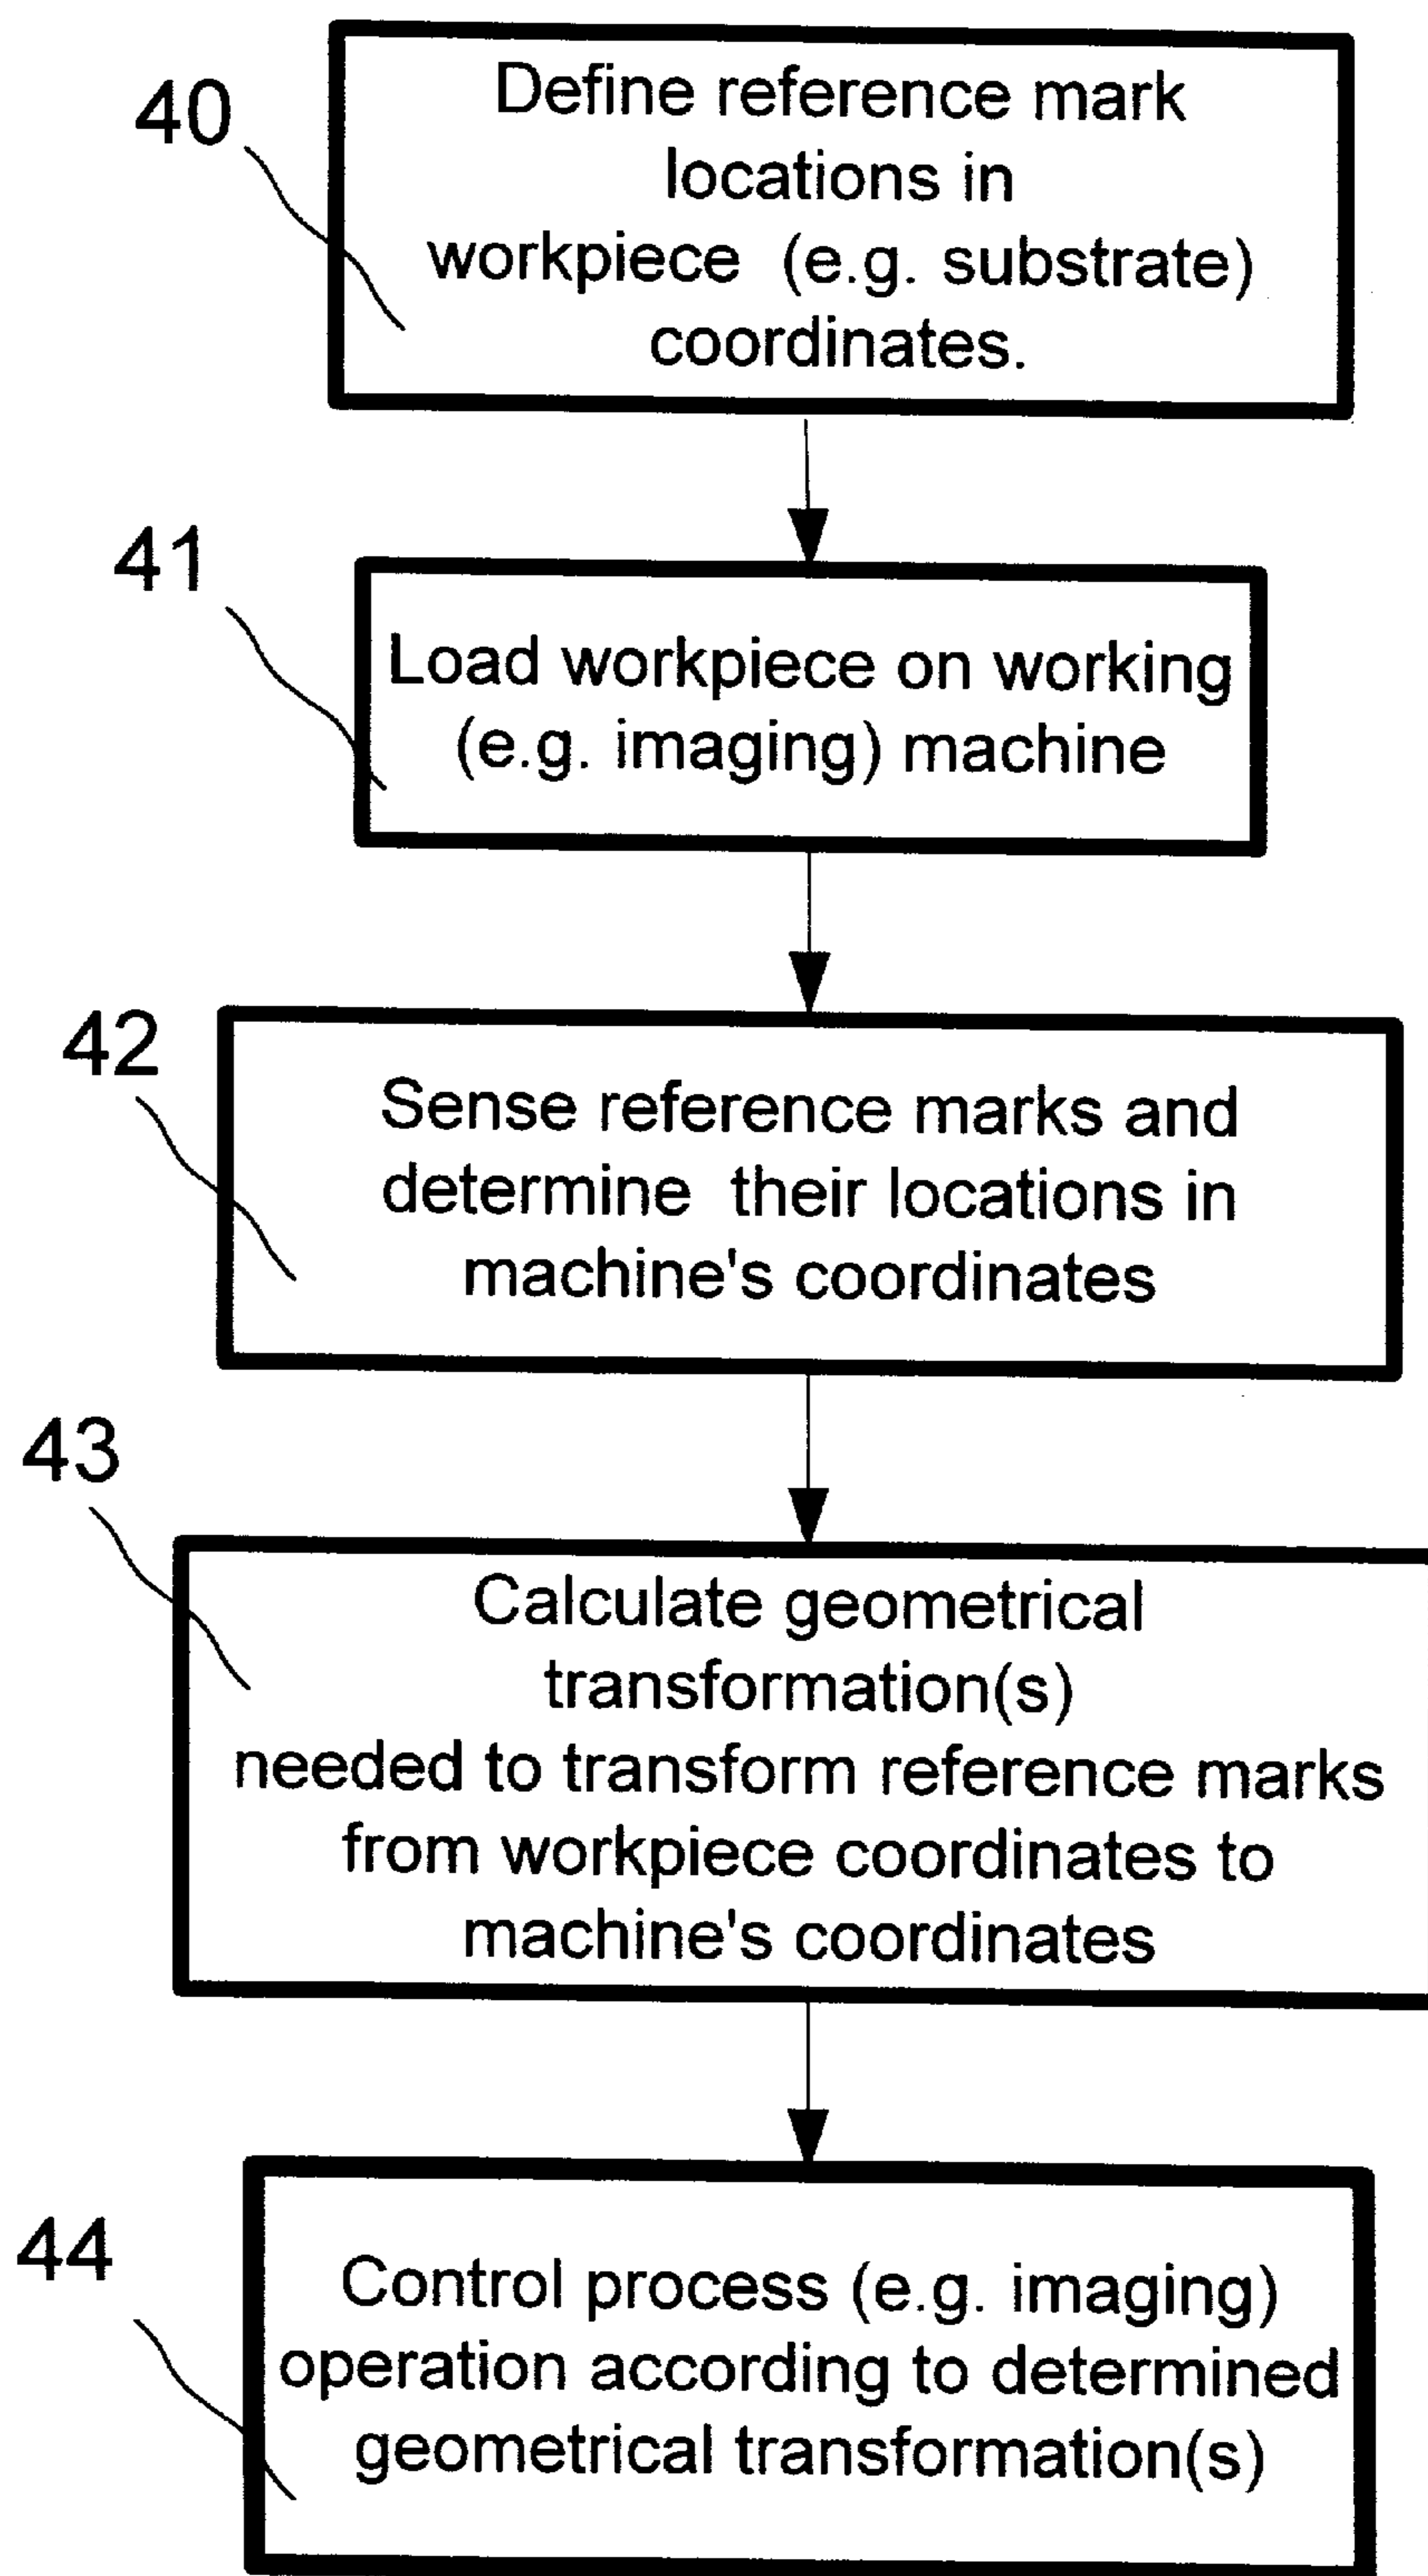 40
Define reference mark
locations in
workpiece (e.g. substrate)
coordinates.
41
Load workpiece on working
(e.g. imaging) machine
42
Sense reference marks and
determine their locations in
machine's coordinates
43
Calculate geometrical
transformation(s)
needed to transform reference marks
from workpiece coordinates to
machine's coordinates
44
Control process (e.g. imaging)
operation according to determined
geometrical transformation(s)